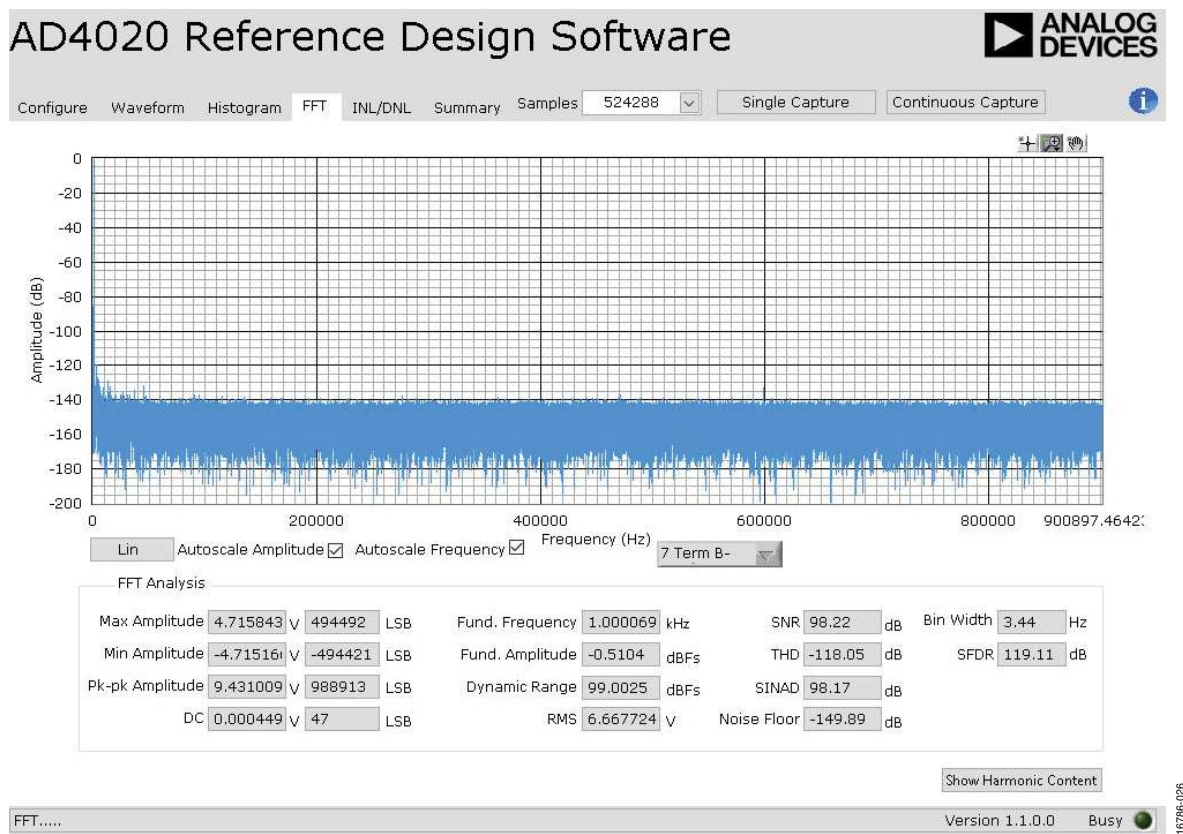 AD4020 Reference Design Software
ANALOG
DEVICES
Configure Waveform Histogram FFT INL/DNL Summary Samples 524288 Single Capture Continuous Capture
i
0
-20
-40
-60
-80
-100
-120
-140
-160
-180
-200
Amplitude (dB)
0 200000 400000 600000 800000 900897.4642
Frequency (Hz)
Lin Autoscale Amplitude Autoscale Frequency 7 Term B-
FFT Analysis
Max Amplitude 4.715843 V 494492 LSB Fund. Frequency 1.000069 kHz SNR 98.22 dB Bin Width 3.44 Hz
Min Amplitude -4.71516 V -494421 LSB Fund. Amplitude -0.5104 dBFs THD -118.05 dB SFDR 119.11 dB
Pk-pk Amplitude 9.431009 V 988913 LSB Dynamic Range 99.0025 dBFs SINAD 98.17 dB
DC 0.000449 V 47 LSB RMS 6.667724 V Noise Floor -149.89 dB
Show Harmonic Content
FFT..... Version 1.1.0.0 Busy
16786-026